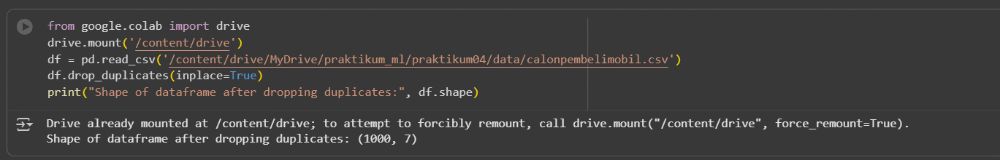 from google.colab import drive
drive.mount('/content/drive')
df = pd.read_csv('/content/drive/MyDrive/praktikum_ml/praktikum04/data/calonpembelimobil.csv')
df.drop_duplicates(inplace=True)
print("Shape of dataframe after dropping duplicates:", df.shape)
Drive already mounted at /content/drive; to attempt to forcibly remount, call drive.mount("/content/drive", force_remount=True).
Shape of dataframe after dropping duplicates: (1000, 7)